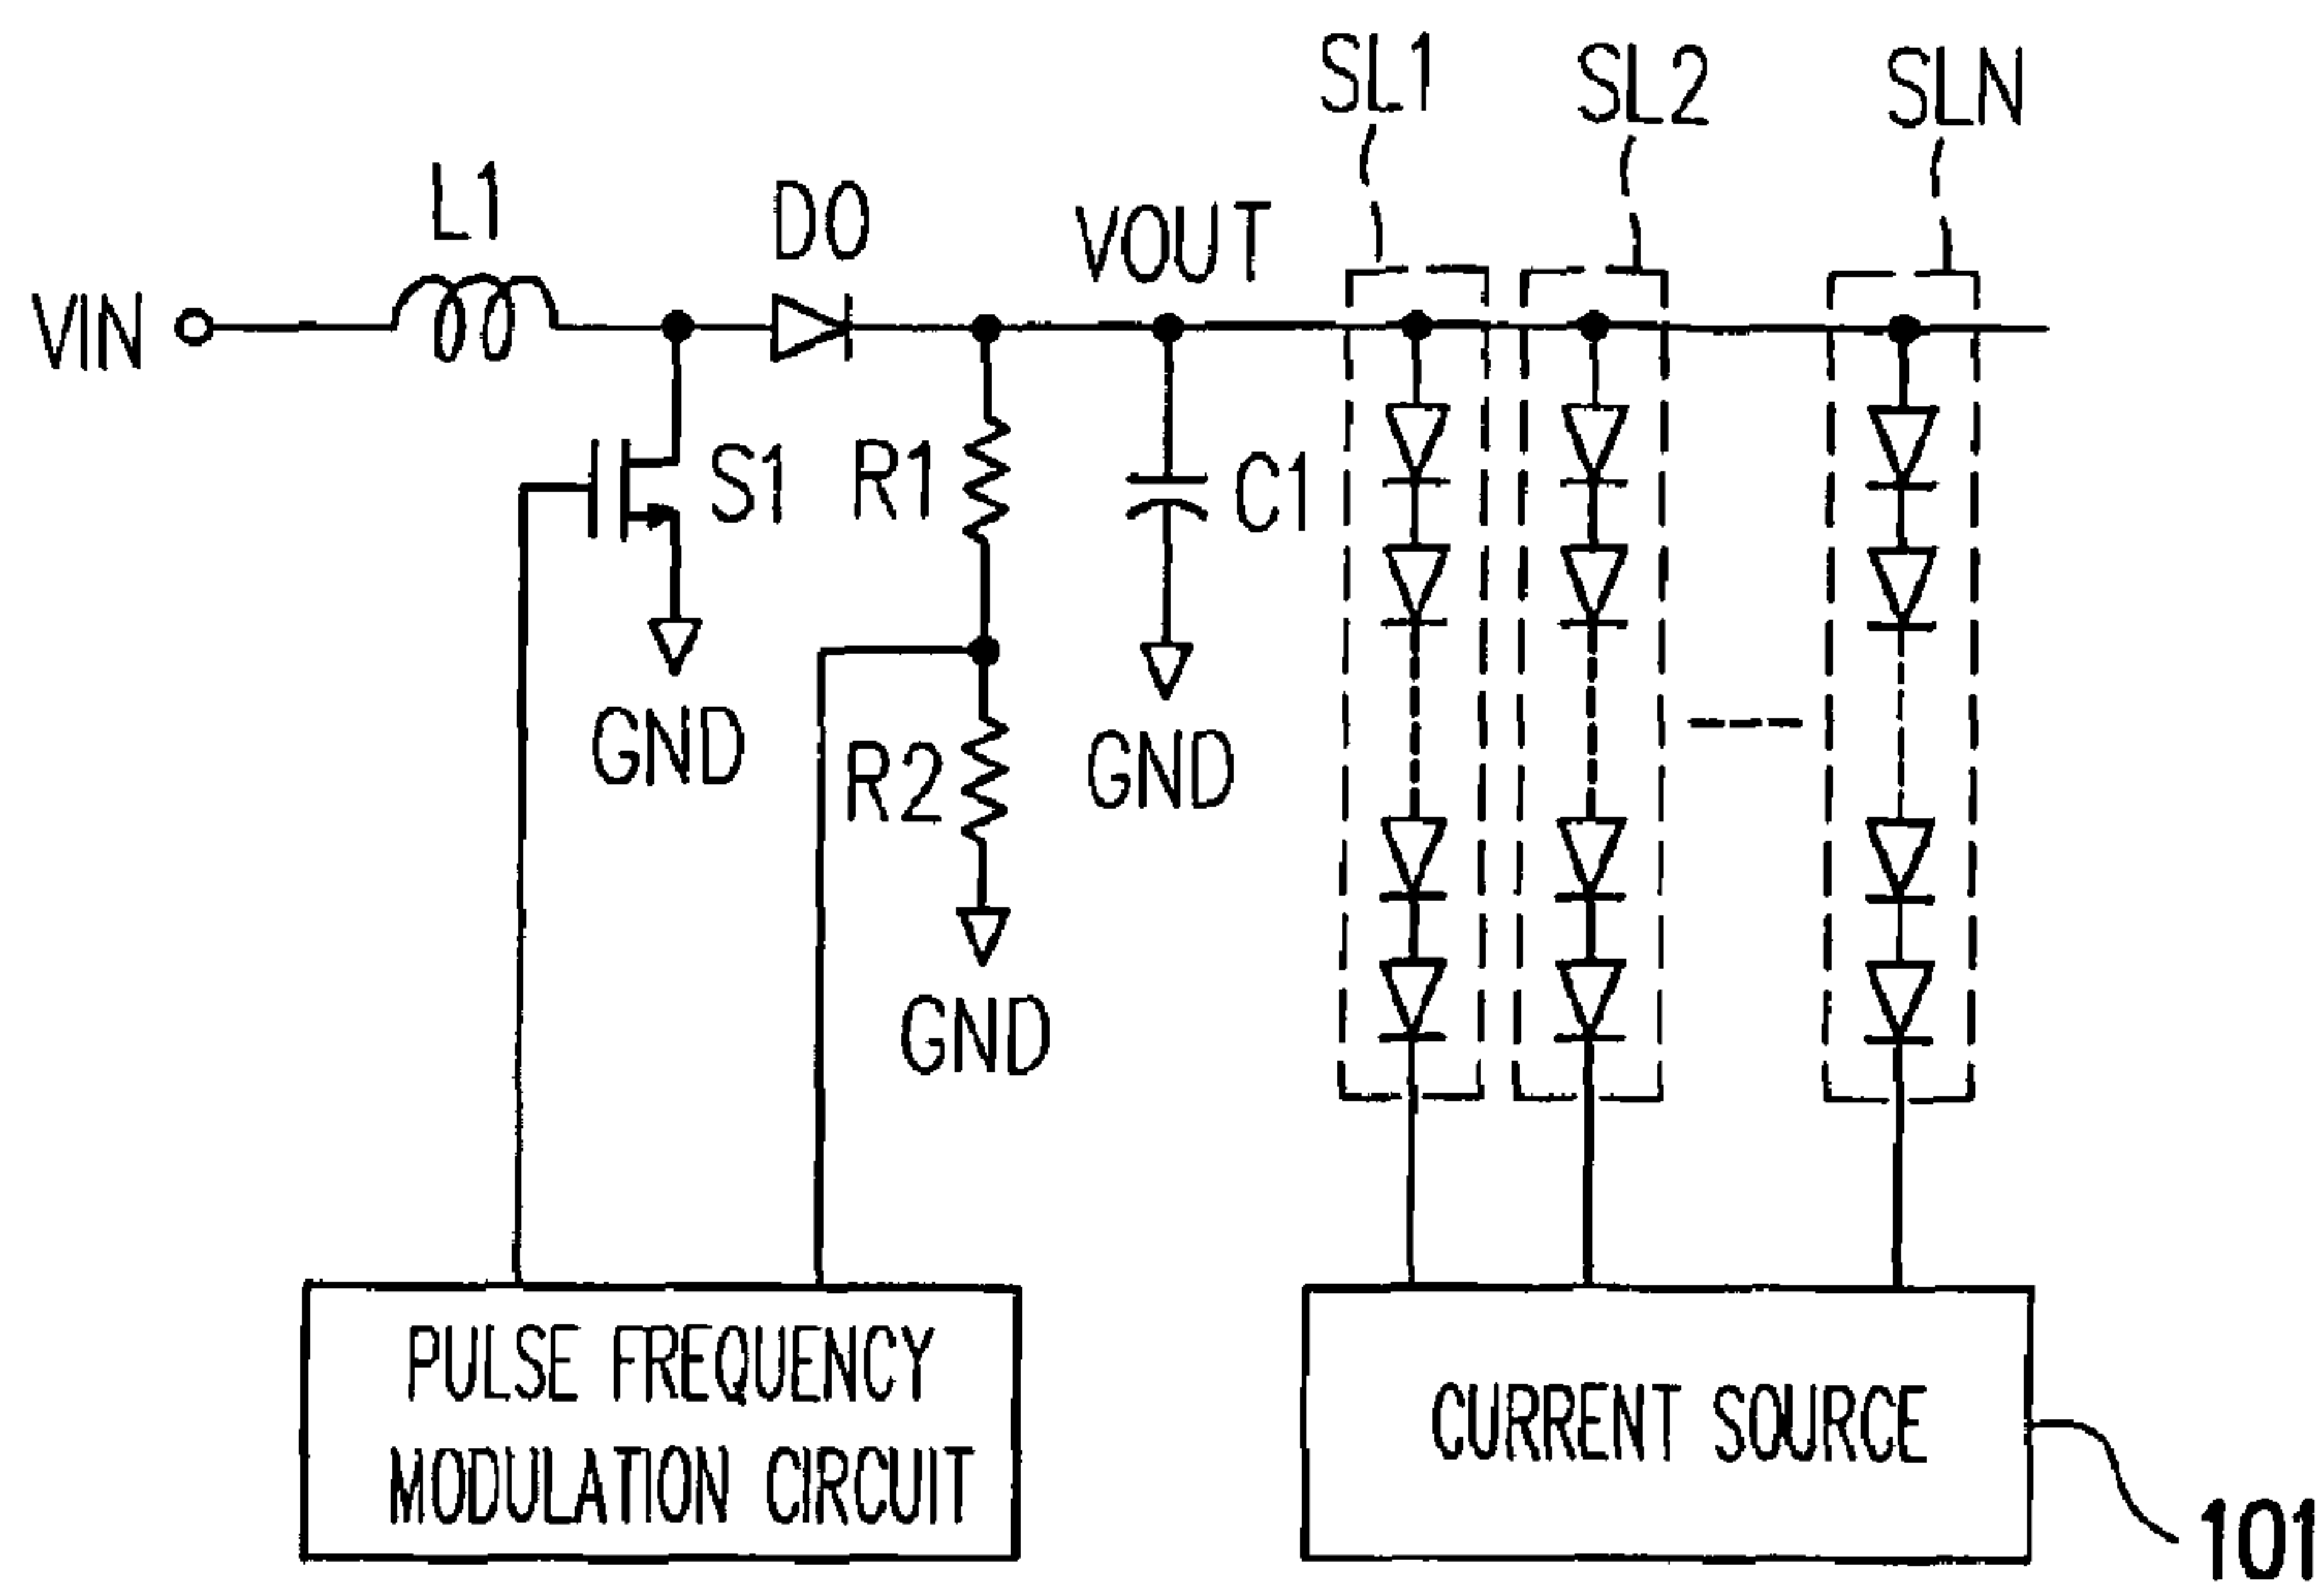 SL1
SL2
SLN
L1
D0
VOUT
VIN
S1
R1
C1
GND
R2
GND
GND
PULSE FREQUENCY
MODULATION CIRCUIT
CURRENT SOURCE
101